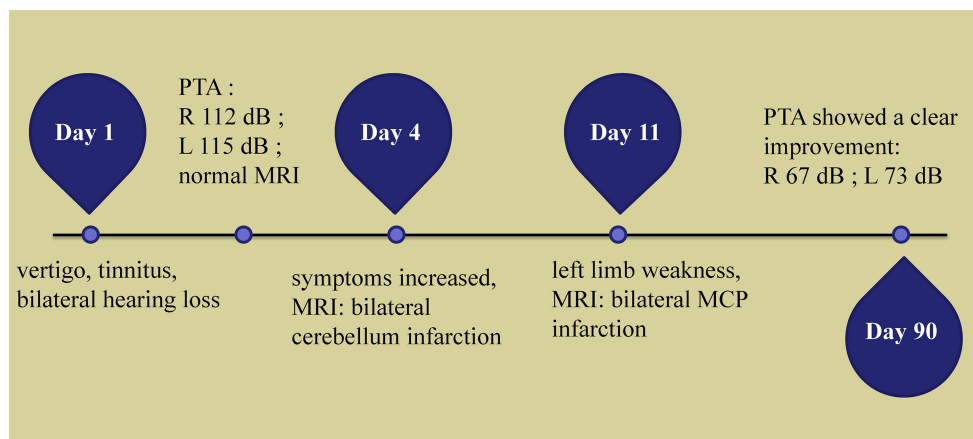 Day 1
vertigo, tinnitus,
bilateral hearing loss
PTA :
R 112 dB ;
L 115 dB ;
normal MRI
Day 4
symptoms increased,
MRI: bilateral
cerebellum infarction
Day 11
left limb weakness,
MRI: bilateral MCP
infarction
PTA showed a clear
improvement:
R 67 dB ; L 73 dB
Day 90